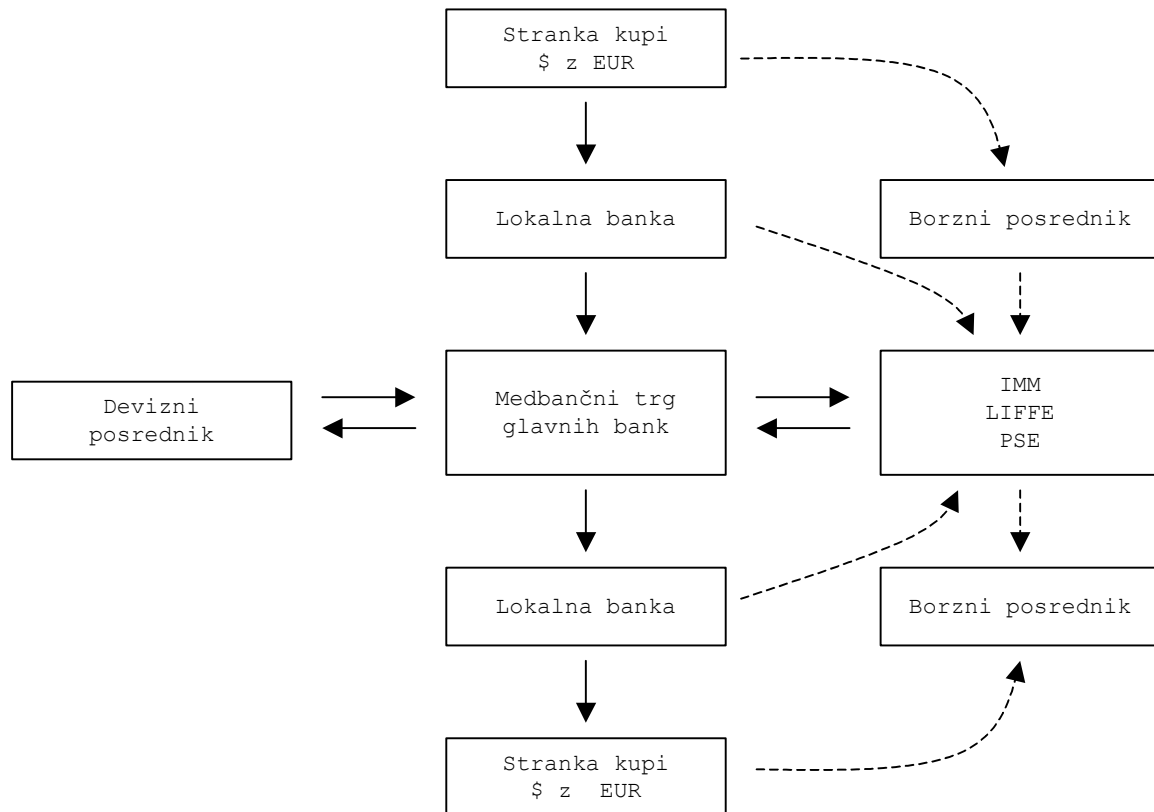 Stranka kupi
$ z EUR
Lokalna banka
Borzni posrednik
Devizni
posrednik
Medbančni trg
glavnih bank
IMM
LIFFE
PSE
Lokalna banka
Borzni posrednik
Stranka kupi
$ z  EUR